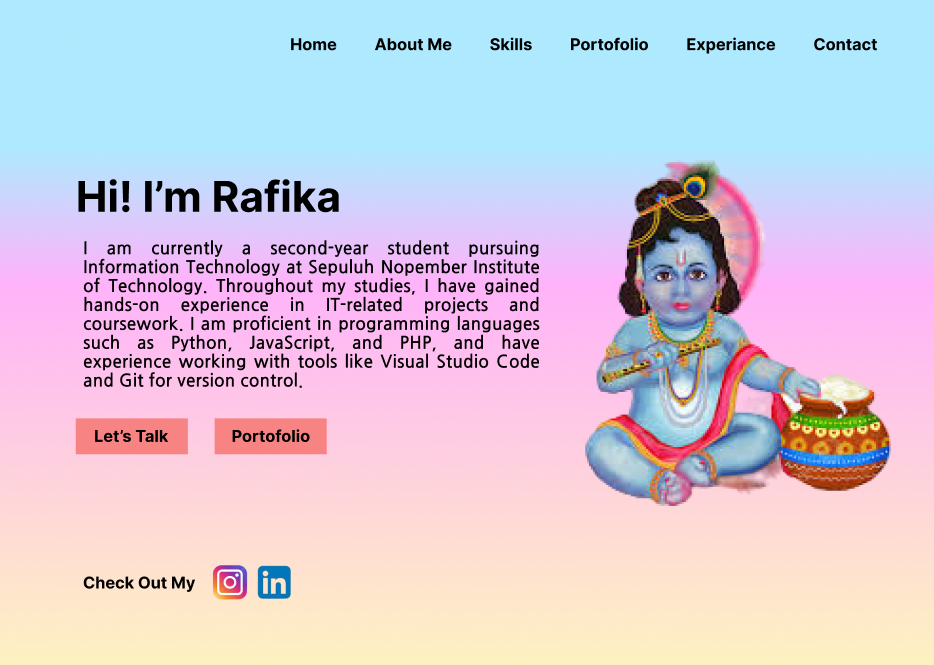 Home About Me Skills Portofolio Experiance Contact
Hi! I’m Rafika
I am currently a second-year student pursuing
Information Technology at Sepuluh Nopember Institute
of Technology. Throughout my studies, I have gained
hands-on experience in IT-related projects and
coursework. I am proficient in programming languages
such as Python, JavaScript, and PHP, and have
experience working with tools like Visual Studio Code
and Git for version control.
Let’s Talk Portofolio
Check Out My in